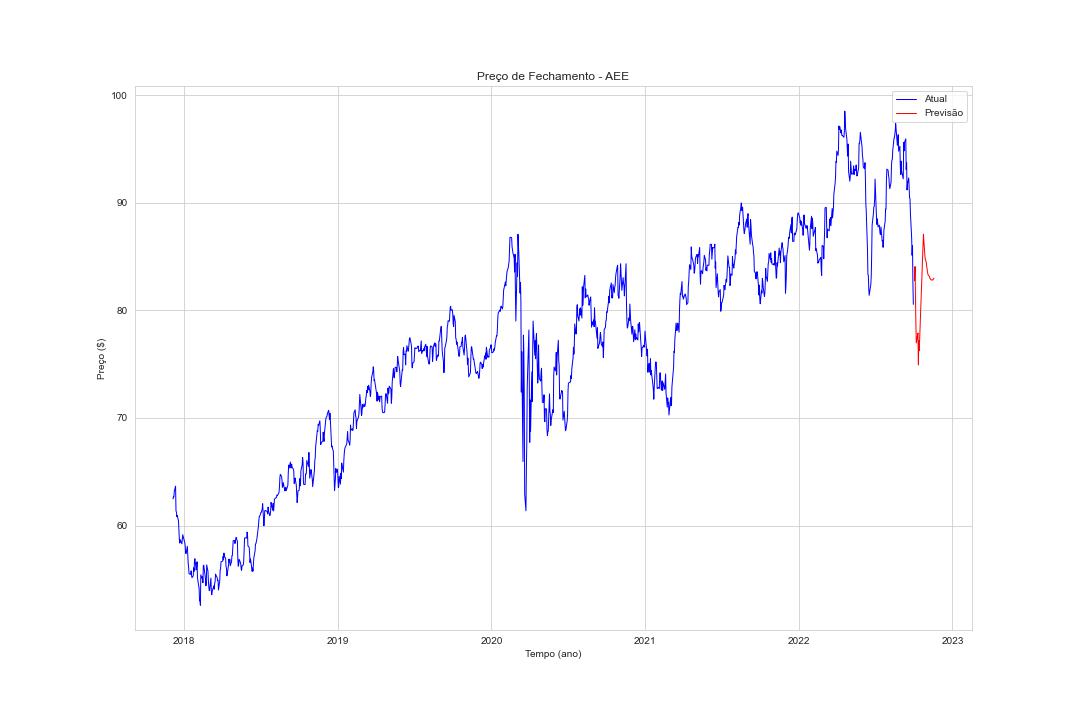 Preço de Fechamento - AEE
Atual
Previsão
100
90
80
70
60
Preço ($)
2018
2019
2020
2021
2022
2023
Tempo (ano)